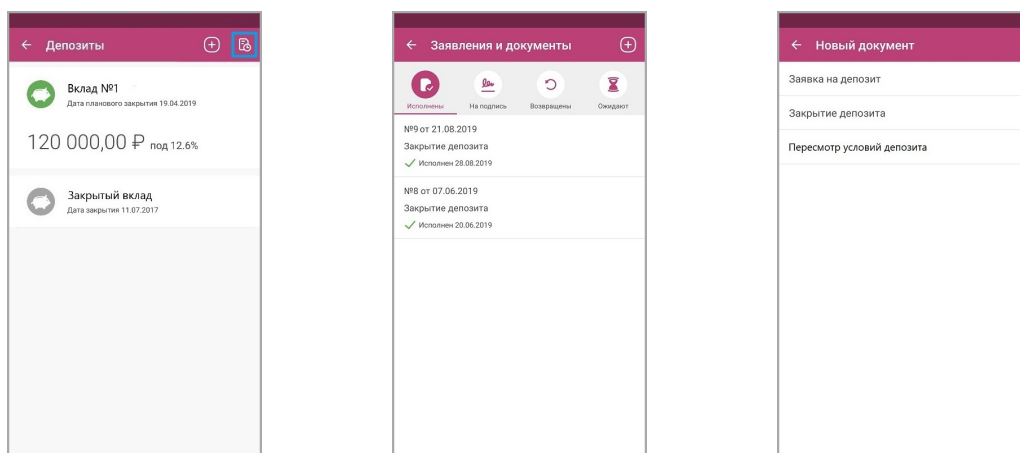 Депозиты
Вклад №1
Дата планового закрытия 19.04.2019
120 000,00 ₽ под 12.6%
Закрытый вклад
Дата закрытия 11.07.2017
Заявления и документы
Исполнены На подпись Возвращены Ожидают
№9 от 21.08.2019
Закрытие депозита
Исполнен 28.08.2019
№8 от 07.06.2019
Закрытие депозита
Исполнен 20.06.2019
Новый документ
Заявка на депозит
Закрытие депозита
Пересмотр условий депозита